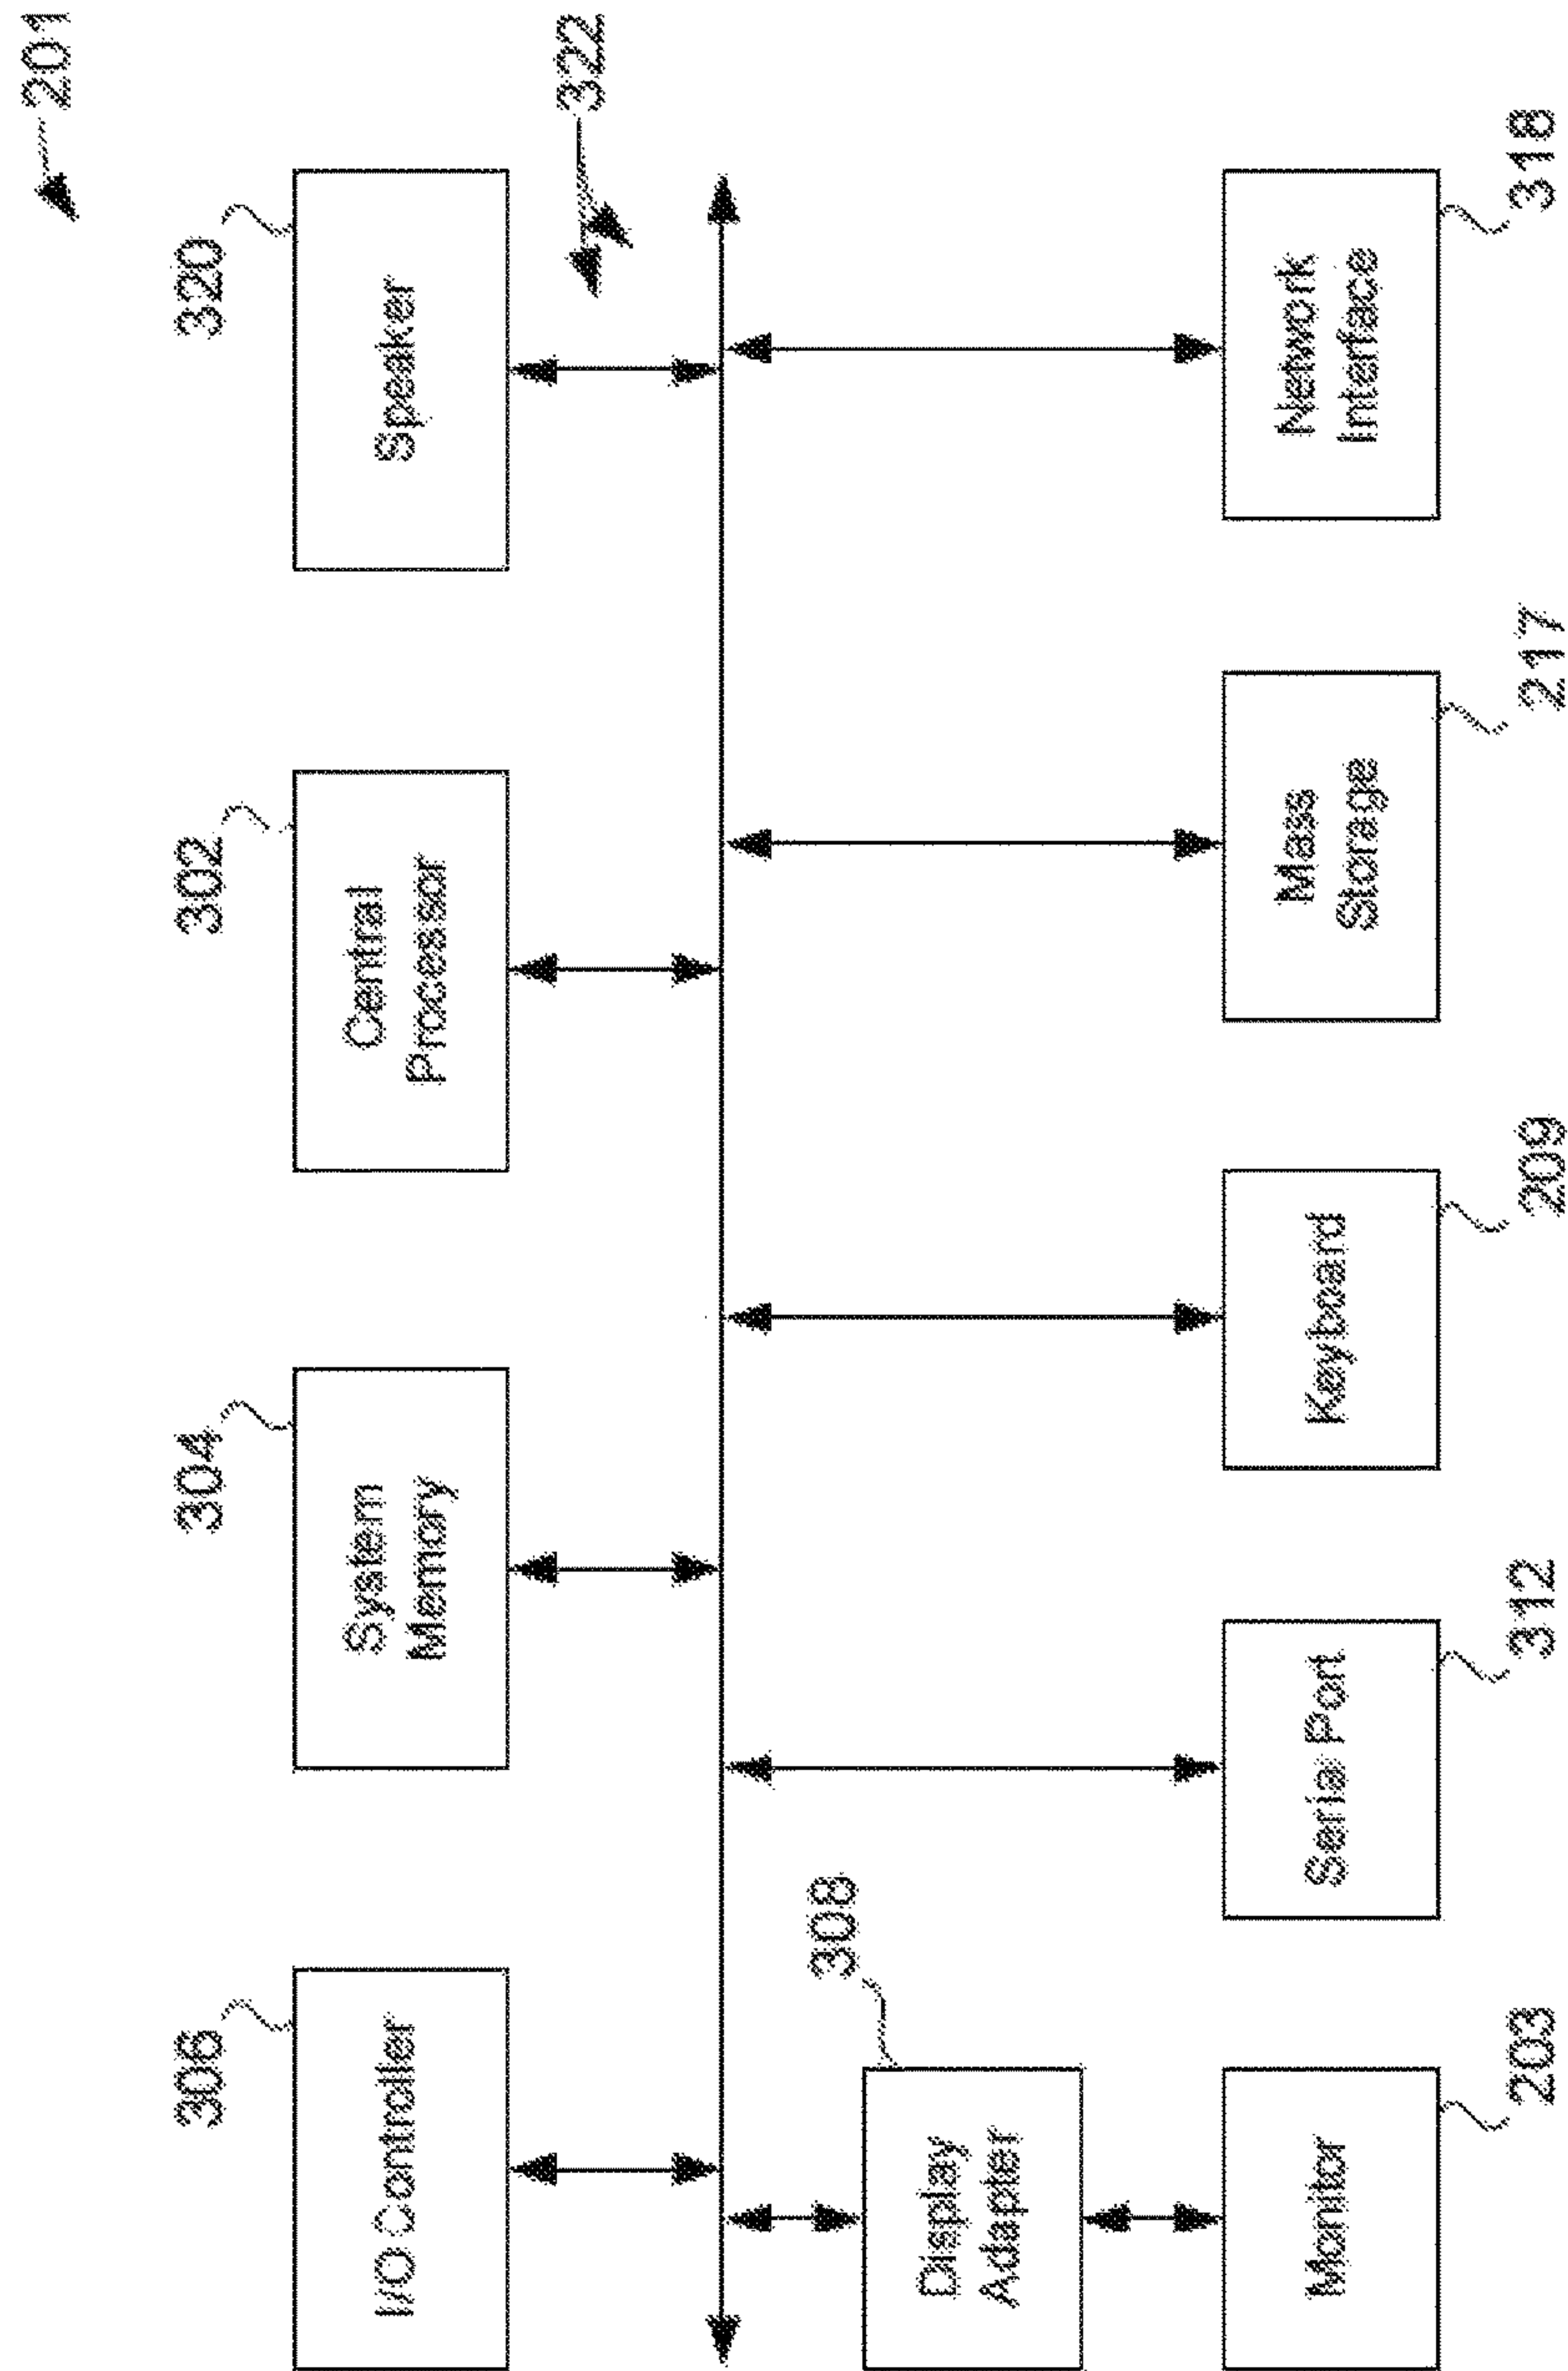 201
306
304
302
320
I/O Controller
System
Memory
Central
Processor
Speaker
322
308
Display
Adapter
Monitor
Serial Port
Keyboard
Mass
Storage
Network
Interface
203
312
209
217
318